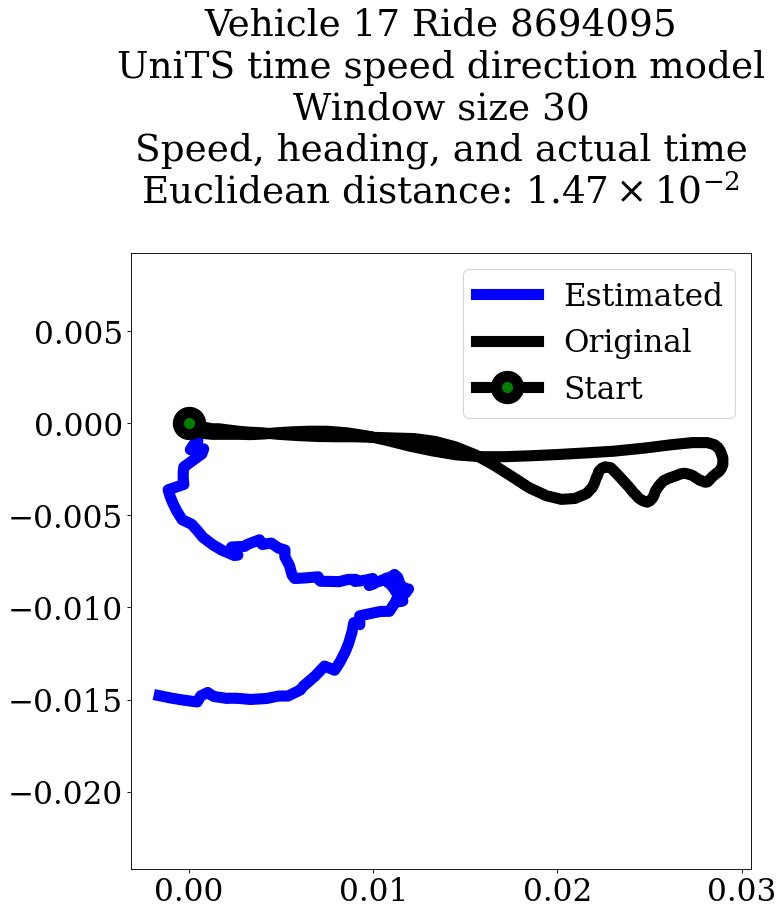 Vehicle 17 Ride 8694095
UniTS time speed direction model
Window size 30
Speed, heading, and actual time
Euclidean distance: 1.47 × 10⁻²
Estimated
Original
Start
0.005
0.000
−0.005
−0.010
−0.015
−0.020
0.00 0.01 0.02 0.03